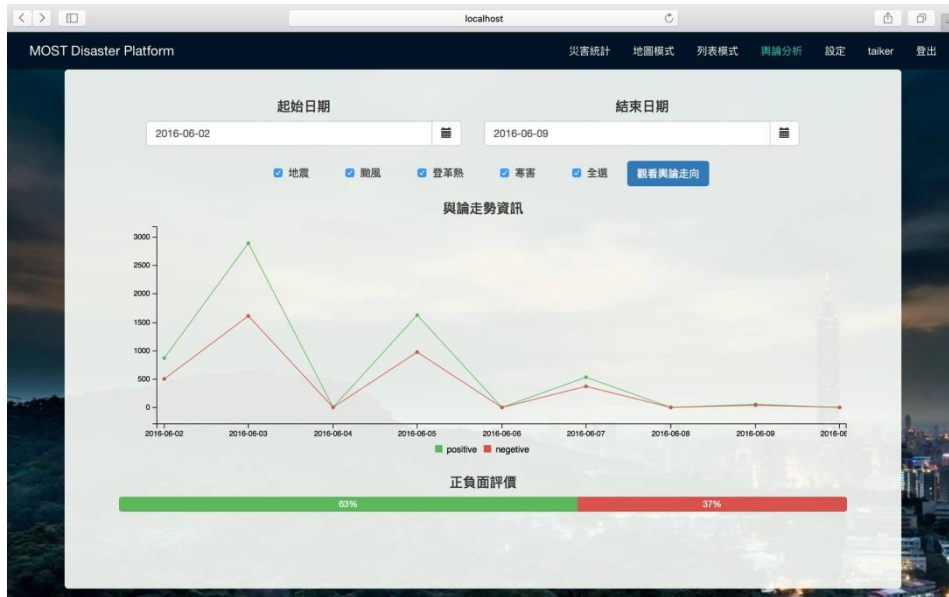 localhost
MOST Disaster Platform 災害統計 地圖模式 列表模式 輿論分析 設定 taiker 登出
起始日期 結束日期
2016-06-02 2016-06-09
地震 颱風 登革熱 寒害 全選 觀看輿論走向
輿論走勢資訊
3000
2500
2000
1500
1000
500
0
2016-06-02 2016-06-03 2016-06-04 2016-06-05 2016-06-06 2016-06-07 2016-06-08 2016-06-09 2016-06
positive negetive
正負面評價
63% 37%